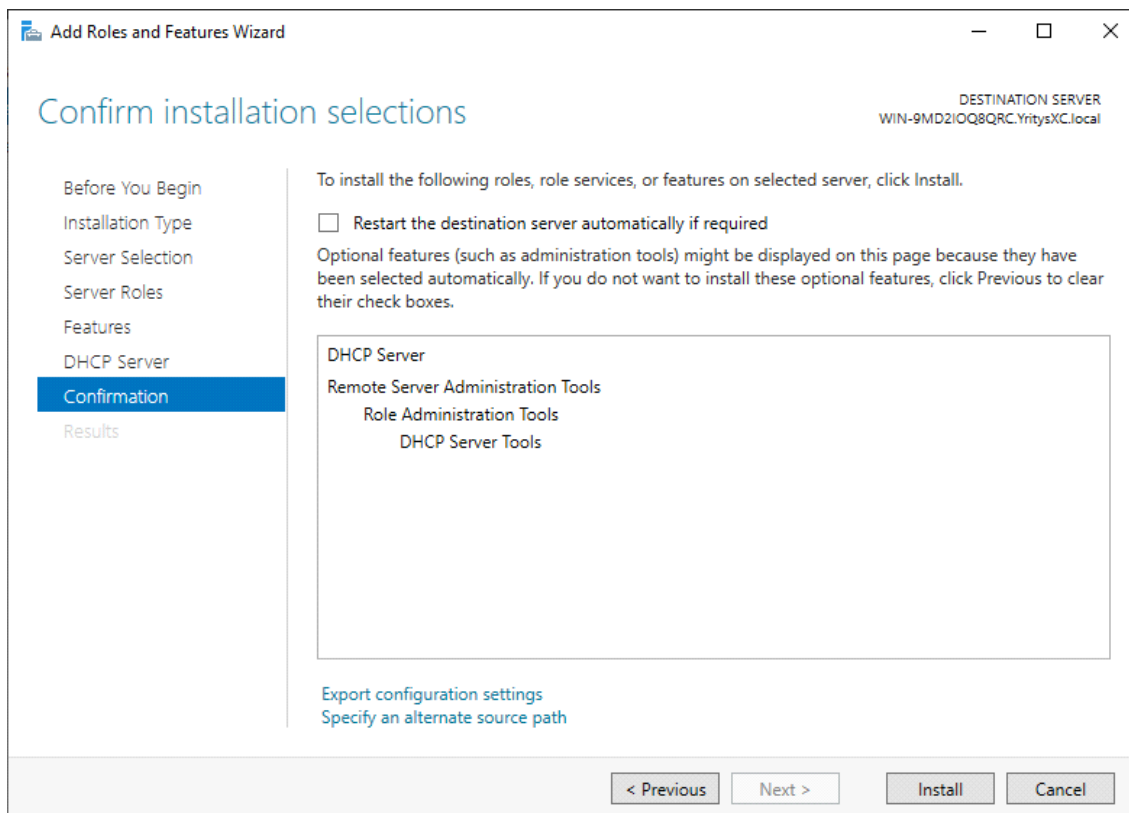 Add Roles and Features Wizard
Confirm installation selections
DESTINATION SERVER
WIN-9MD2IOQ8QRC.YritysXC.local
Before You Begin
Installation Type
Server Selection
Server Roles
Features
DHCP Server
Confirmation
Results
To install the following roles, role services, or features on selected server, click Install.
Restart the destination server automatically if required
Optional features (such as administration tools) might be displayed on this page because they have
been selected automatically. If you do not want to install these optional features, click Previous to clear
their check boxes.
DHCP Server
Remote Server Administration Tools
Role Administration Tools
DHCP Server Tools
Export configuration settings
Specify an alternate source path
< Previous
Next >
Install
Cancel